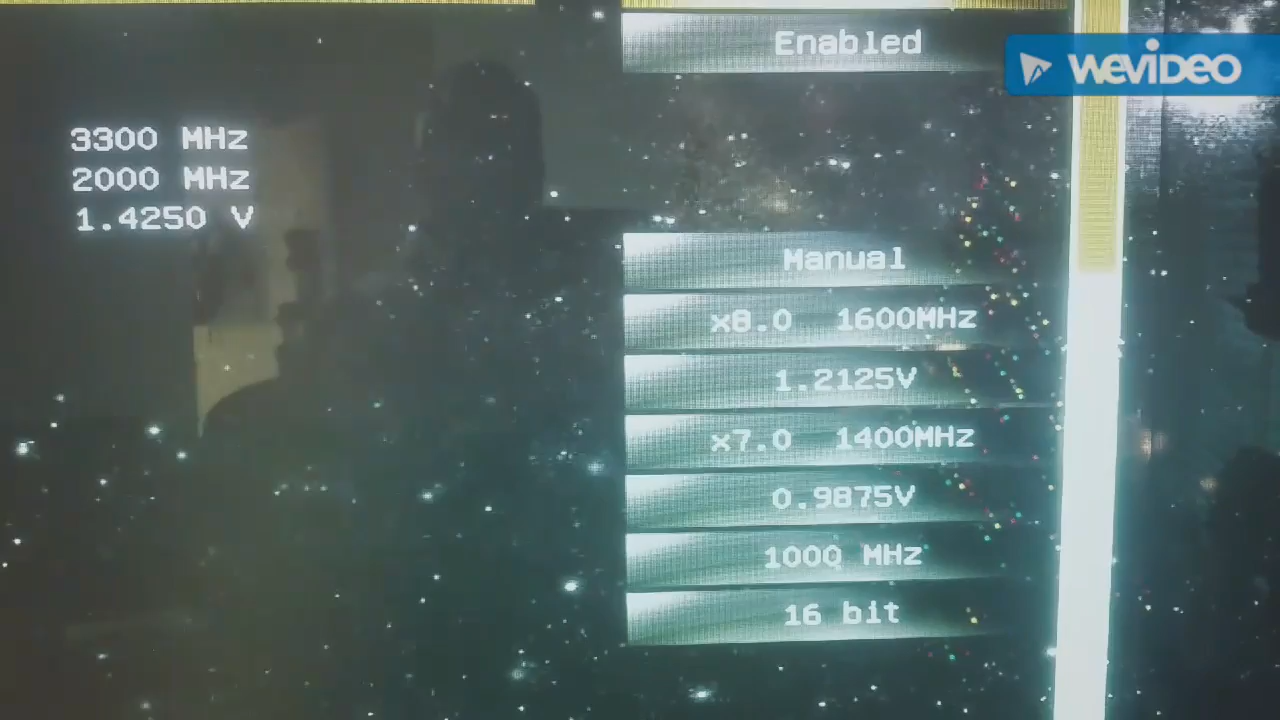 Enabled
WEVIDEO
3300 MHz
2000 MHz
1.4250 V
Manual
x8.0 1600MHz
1.2125V
x7.0 1400MHz
0.9875V
1000 MHz
16 bit